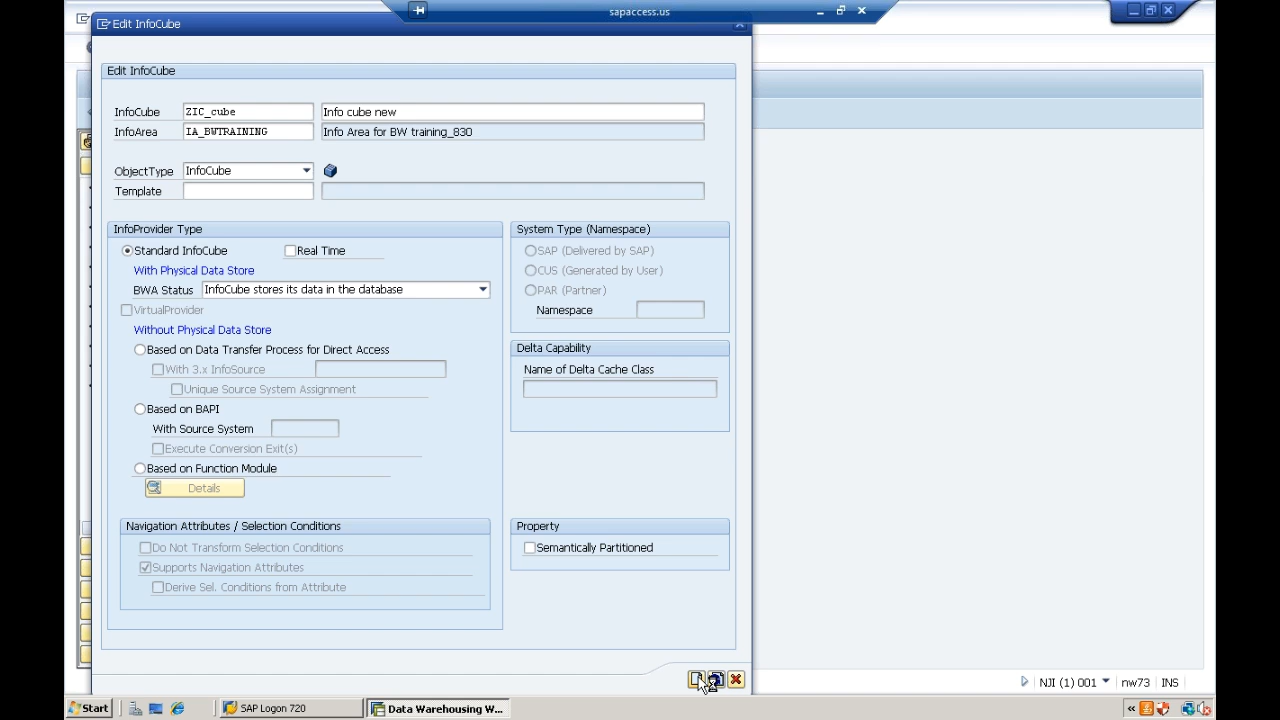 sapaccess.us
Edit InfoCube
Edit InfoCube
InfoCube ZIC_cube Info cube new
InfoArea IA_BWTRAINING Info Area for BW training_830
ObjectType InfoCube
Template
InfoProvider Type
Standard InfoCube Real Time
With Physical Data Store
BWA Status InfoCube stores its data in the database
VirtualProvider
Without Physical Data Store
Based on Data Transfer Process for Direct Access
With 3.x InfoSource
Unique Source System Assignment
Based on BAPI
With Source System
Execute Conversion Exit(s)
Based on Function Module
Details
Navigation Attributes / Selection Conditions
Do Not Transform Selection Conditions
Supports Navigation Attributes
Derive Sel. Conditions from Attribute
System Type (Namespace)
SAP (Delivered by SAP)
CUS (Generated by User)
PAR (Partner)
Namespace
Delta Capability
Name of Delta Cache Class
Property
Semantically Partitioned
NJI (1) 001 nw73 INS
Start SAP Logon 720 Data Warehousing W... «